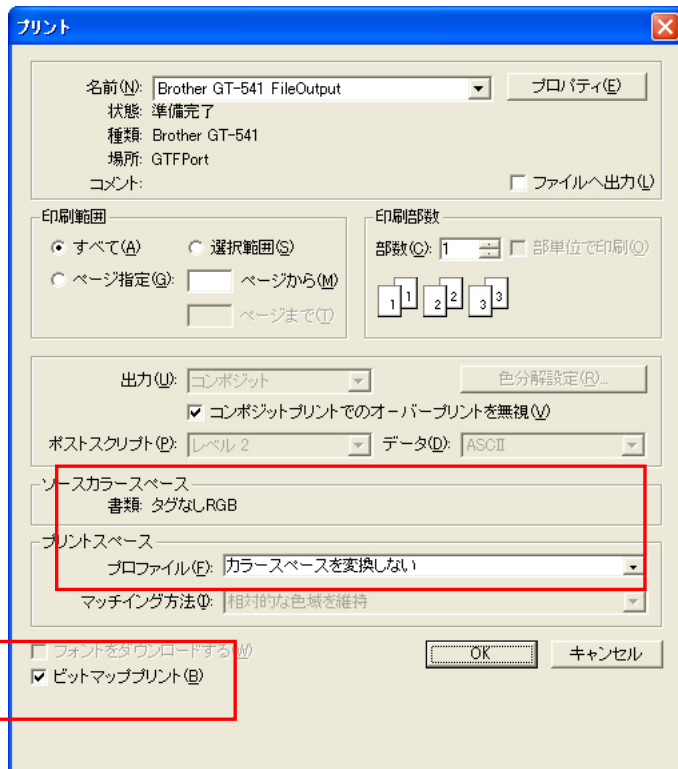 プリント
名前(N): Brother GT-541 FileOutput プロパティ(E)
状態: 準備完了
種類: Brother GT-541
場所: GTFPort
コメント: ファイルへ出力(L)
印刷範囲
すべて(A) 選択範囲(S)
ページ指定(G): ページから(M)
ページまで(T)
印刷部数
部数(C): 1 部単位で印刷(O)
1 1 2 2 3 3
出力(U): コンポジット 色分解設定(R)...
コンポジットプリントでのオーバープリントを無視(V)
ポストスクリプト(P): レベル 2 データ(D): ASCII
ソースカラースペース
書類: タグなしRGB
プリントスペース
プロファイル(F): カラースペースを変換しない
マッチイング方法(I): 相対的な色域を維持
フォントをダウンロードする(W)
ビットマッププリント(B)
OK キャンセル